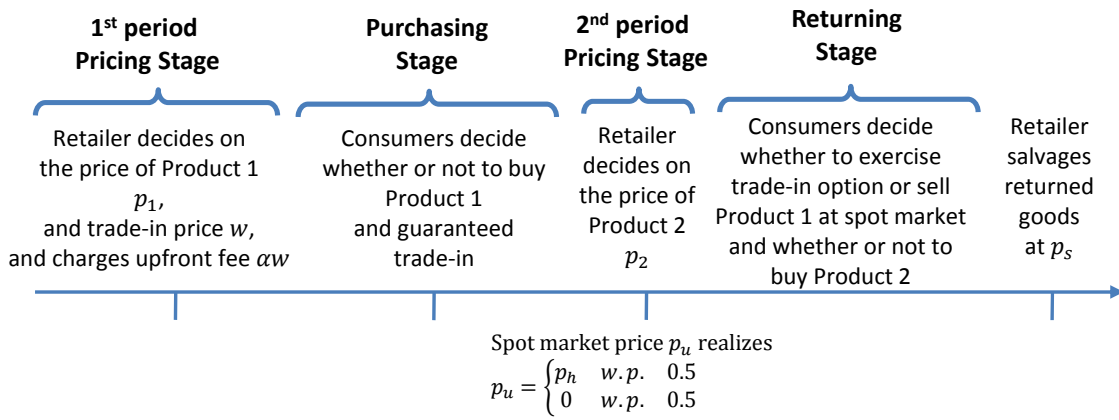 1st period
Pricing Stage
Purchasing
Stage
2nd period
Pricing Stage
Returning
Stage
Retailer decides on
the price of Product 1
p₁,
and trade-in price w,
and charges upfront fee αw
Consumers decide
whether or not to buy
Product 1
and guaranteed
trade-in
Retailer
decides on
the price of
Product 2
p₂
Consumers decide
whether to exercise
trade-in option or sell
Product 1 at spot market
and whether or not to
buy Product 2
Retailer
salvages
returned
goods
at pₛ
Spot market price pᵤ realizes
pᵤ = { pₕ w.p. 0.5
0 w.p. 0.5